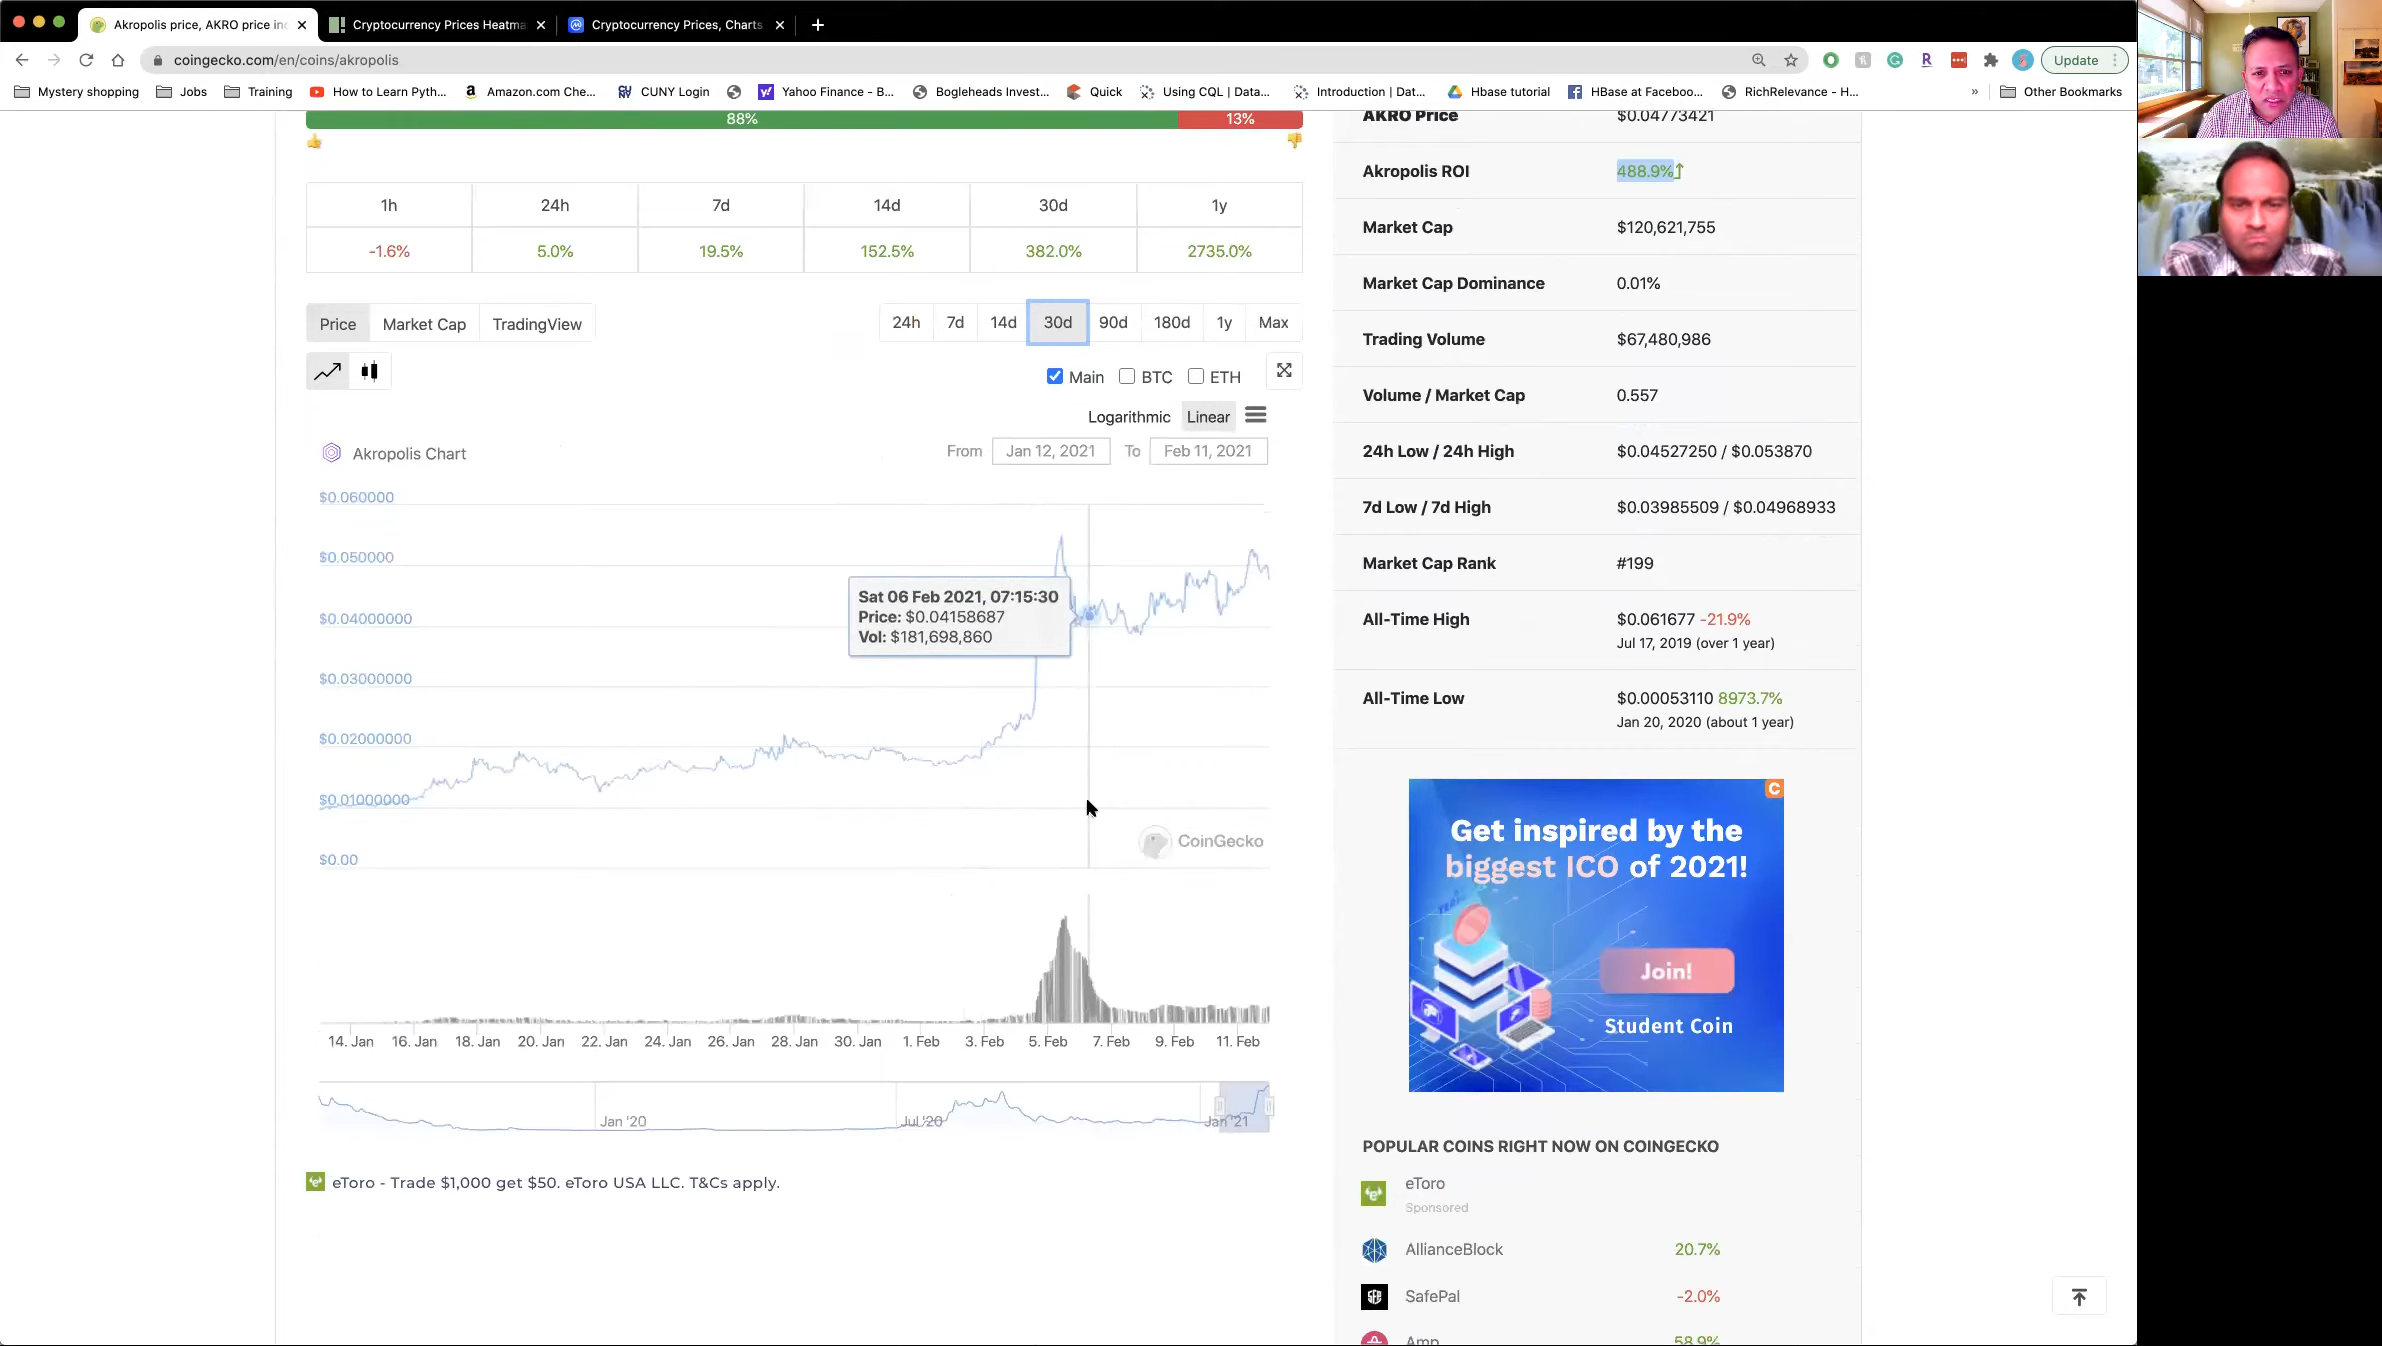 Akropolis price, AKRO price in
Cryptocurrency Prices Heatma
Cryptocurrency Prices, Charts
coingecko.com/en/coins/akropolis
Update
Mystery shopping
Jobs
Training
How to Learn Pyth...
Amazon.com Che...
CUNY Login
Yahoo Finance - B...
Bogleheads Invest...
Quick
Using CQL | Data...
Introduction | Dat...
Hbase tutorial
HBase at Faceboo...
RichRelevance - H...
»
Other Bookmarks
88%
13%
1h 24h 7d 14d 30d 1y
-1.6% 5.0% 19.5% 152.5% 382.0% 2735.0%
Price Market Cap TradingView
24h 7d 14d 30d 90d 180d 1y Max
Main BTC ETH
Logarithmic Linear
Akropolis Chart
From Jan 12, 2021 To Feb 11, 2021
$0.060000
$0.050000
$0.04000000
$0.03000000
$0.02000000
$0.01000000
$0.00
Sat 06 Feb 2021, 07:15:30
Price: $0.04158687
Vol: $181,698,860
CoinGecko
14. Jan 16. Jan 18. Jan 20. Jan 22. Jan 24. Jan 26. Jan 28. Jan 30. Jan 1. Feb 3. Feb 5. Feb 7. Feb 9. Feb 11. Feb
Jan '20 Jul '20 Jan '21
eToro - Trade $1,000 get $50. eToro USA LLC. T&Cs apply.
AKRO Price $0.04773421
Akropolis ROI 488.9%
Market Cap $120,621,755
Market Cap Dominance 0.01%
Trading Volume $67,480,986
Volume / Market Cap 0.557
24h Low / 24h High $0.04527250 / $0.053870
7d Low / 7d High $0.03985509 / $0.04968933
Market Cap Rank #199
All-Time High $0.061677 -21.9%
Jul 17, 2019 (over 1 year)
All-Time Low $0.00053110 8973.7%
Jan 20, 2020 (about 1 year)
C
Get inspired by the
biggest ICO of 2021!
Join!
Student Coin
POPULAR COINS RIGHT NOW ON COINGECKO
eToro
Sponsored
AllianceBlock 20.7%
SafePal -2.0%
Amp 58.9%